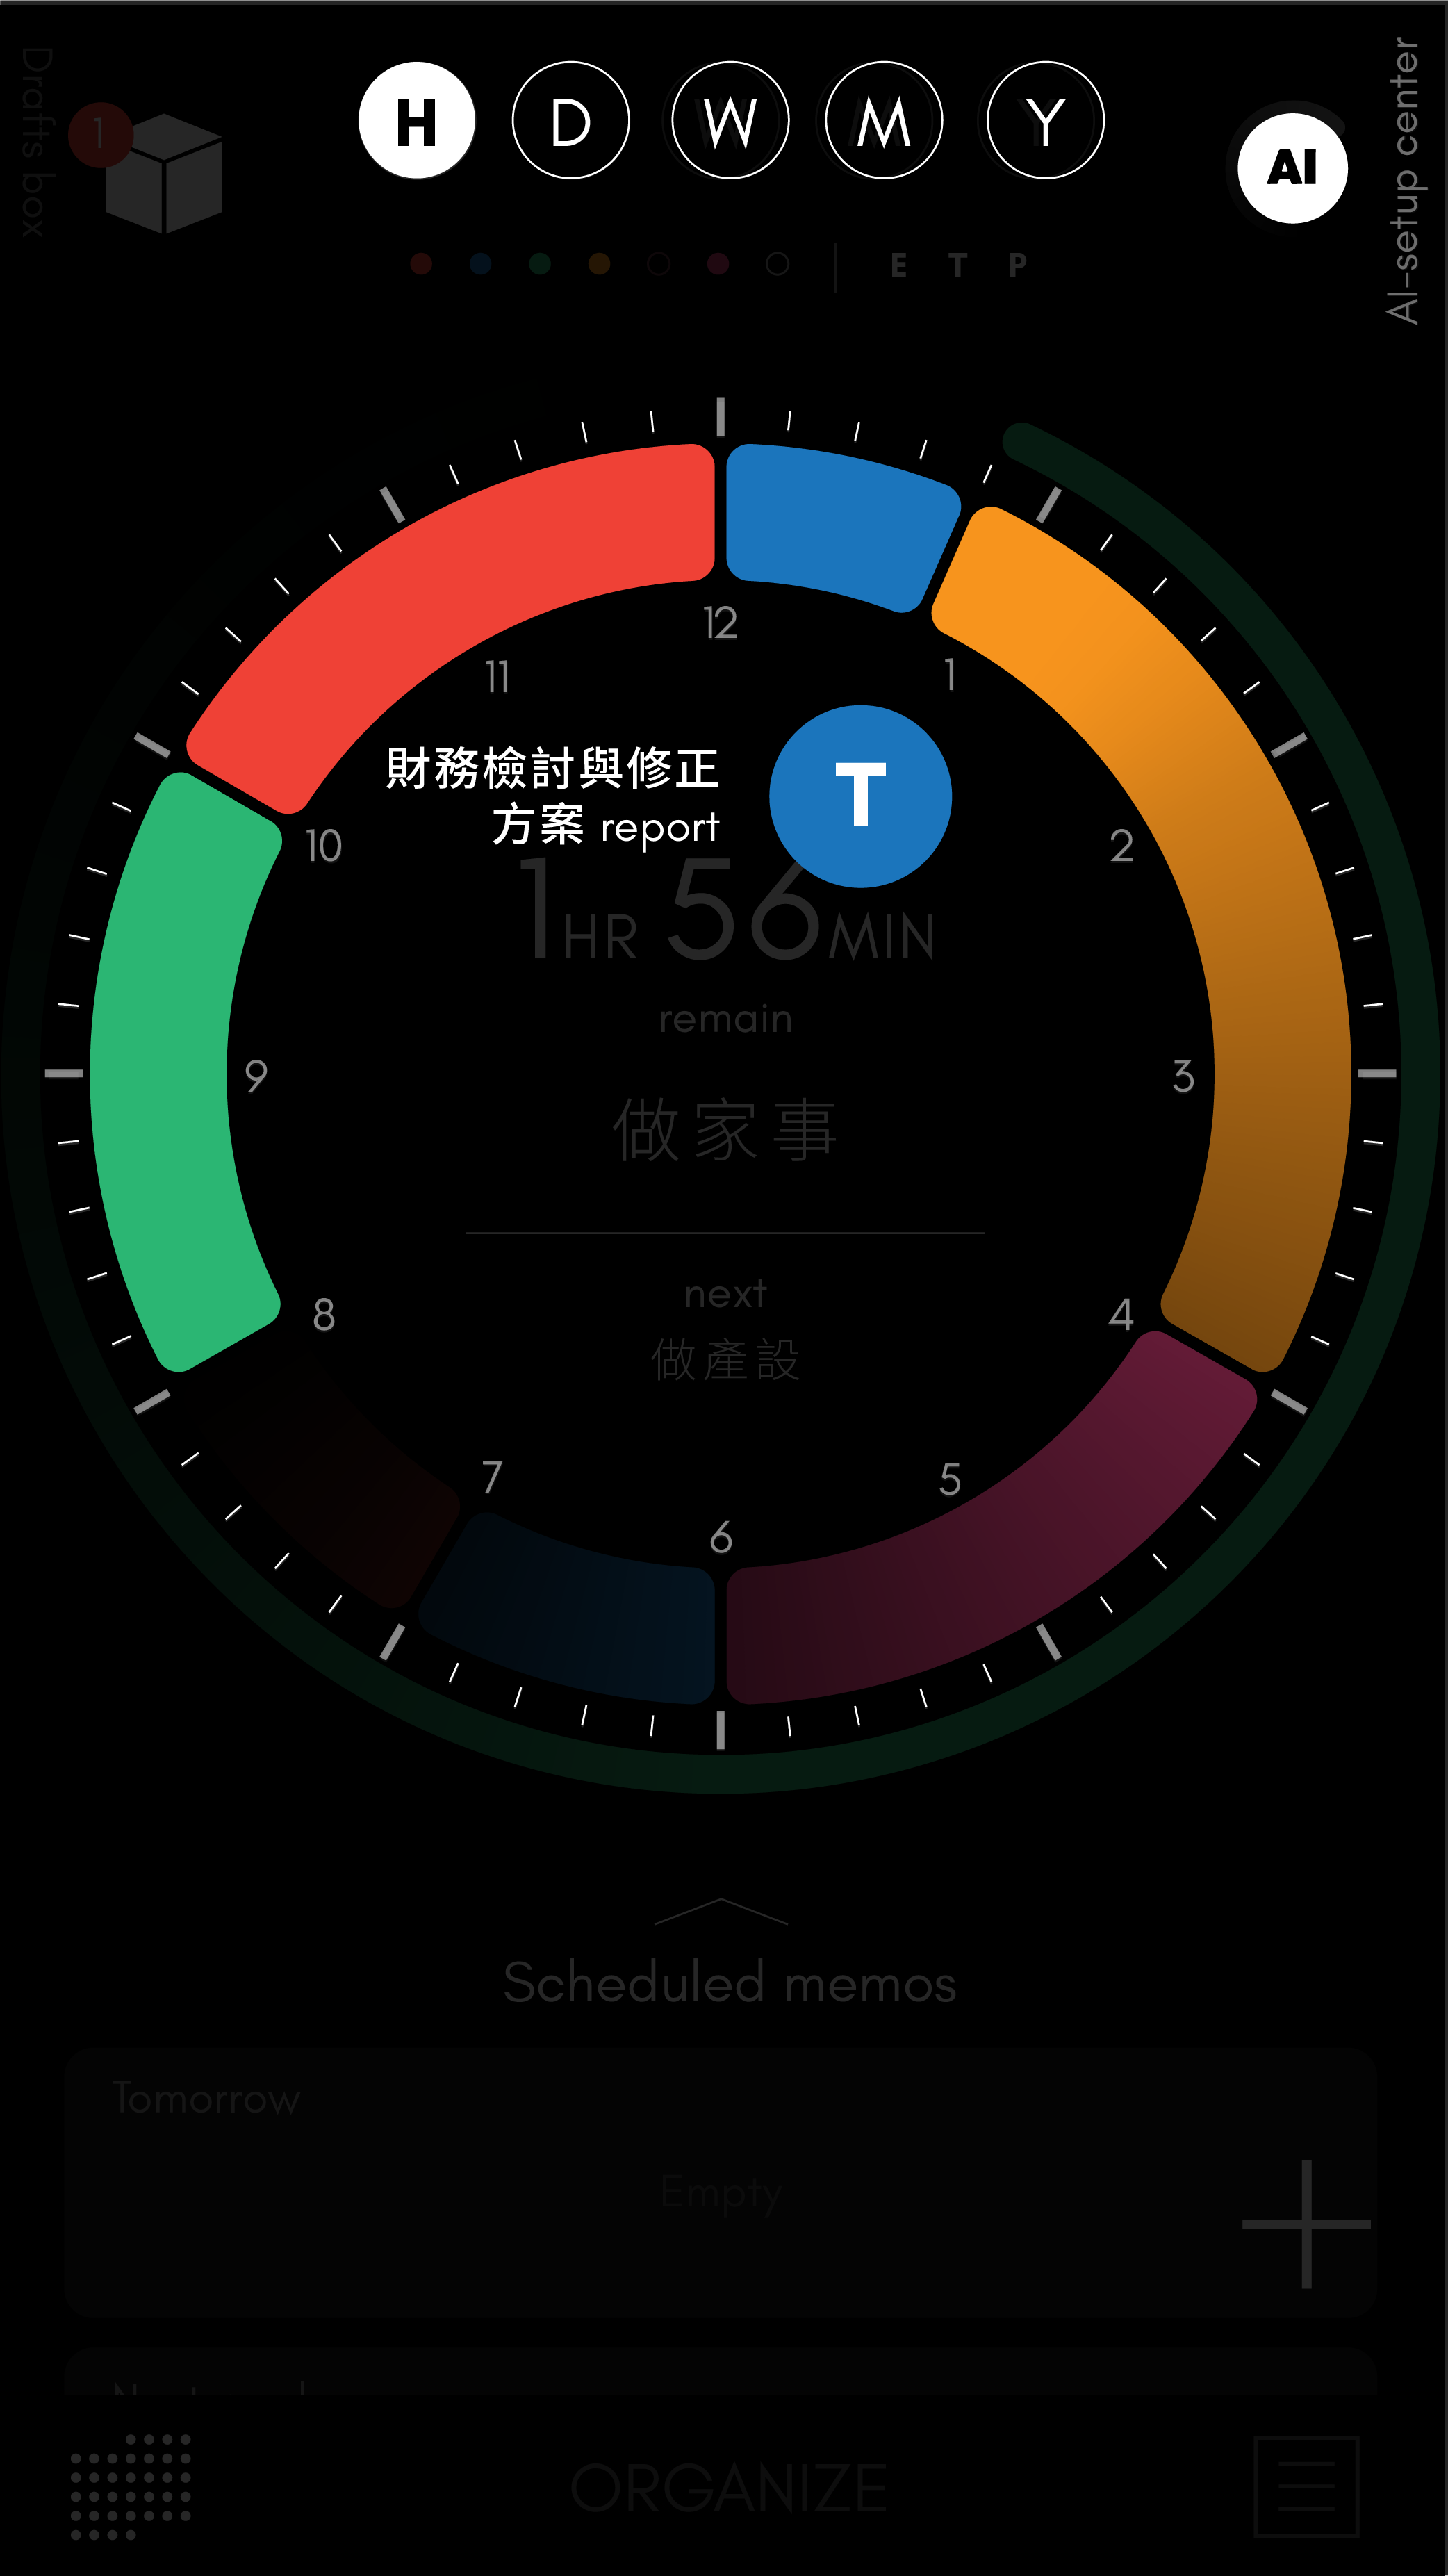 H D W M Y
AI
AI-setup center
Drafts box
1
E T P
12
11
1
財務檢討與修正
方案 report
T
10
2
1HR 56MIN
remain
9
3
做家事
next
8
4
做產設
7
5
6
Scheduled memos
Tomorrow
Empty
ORGANIZE